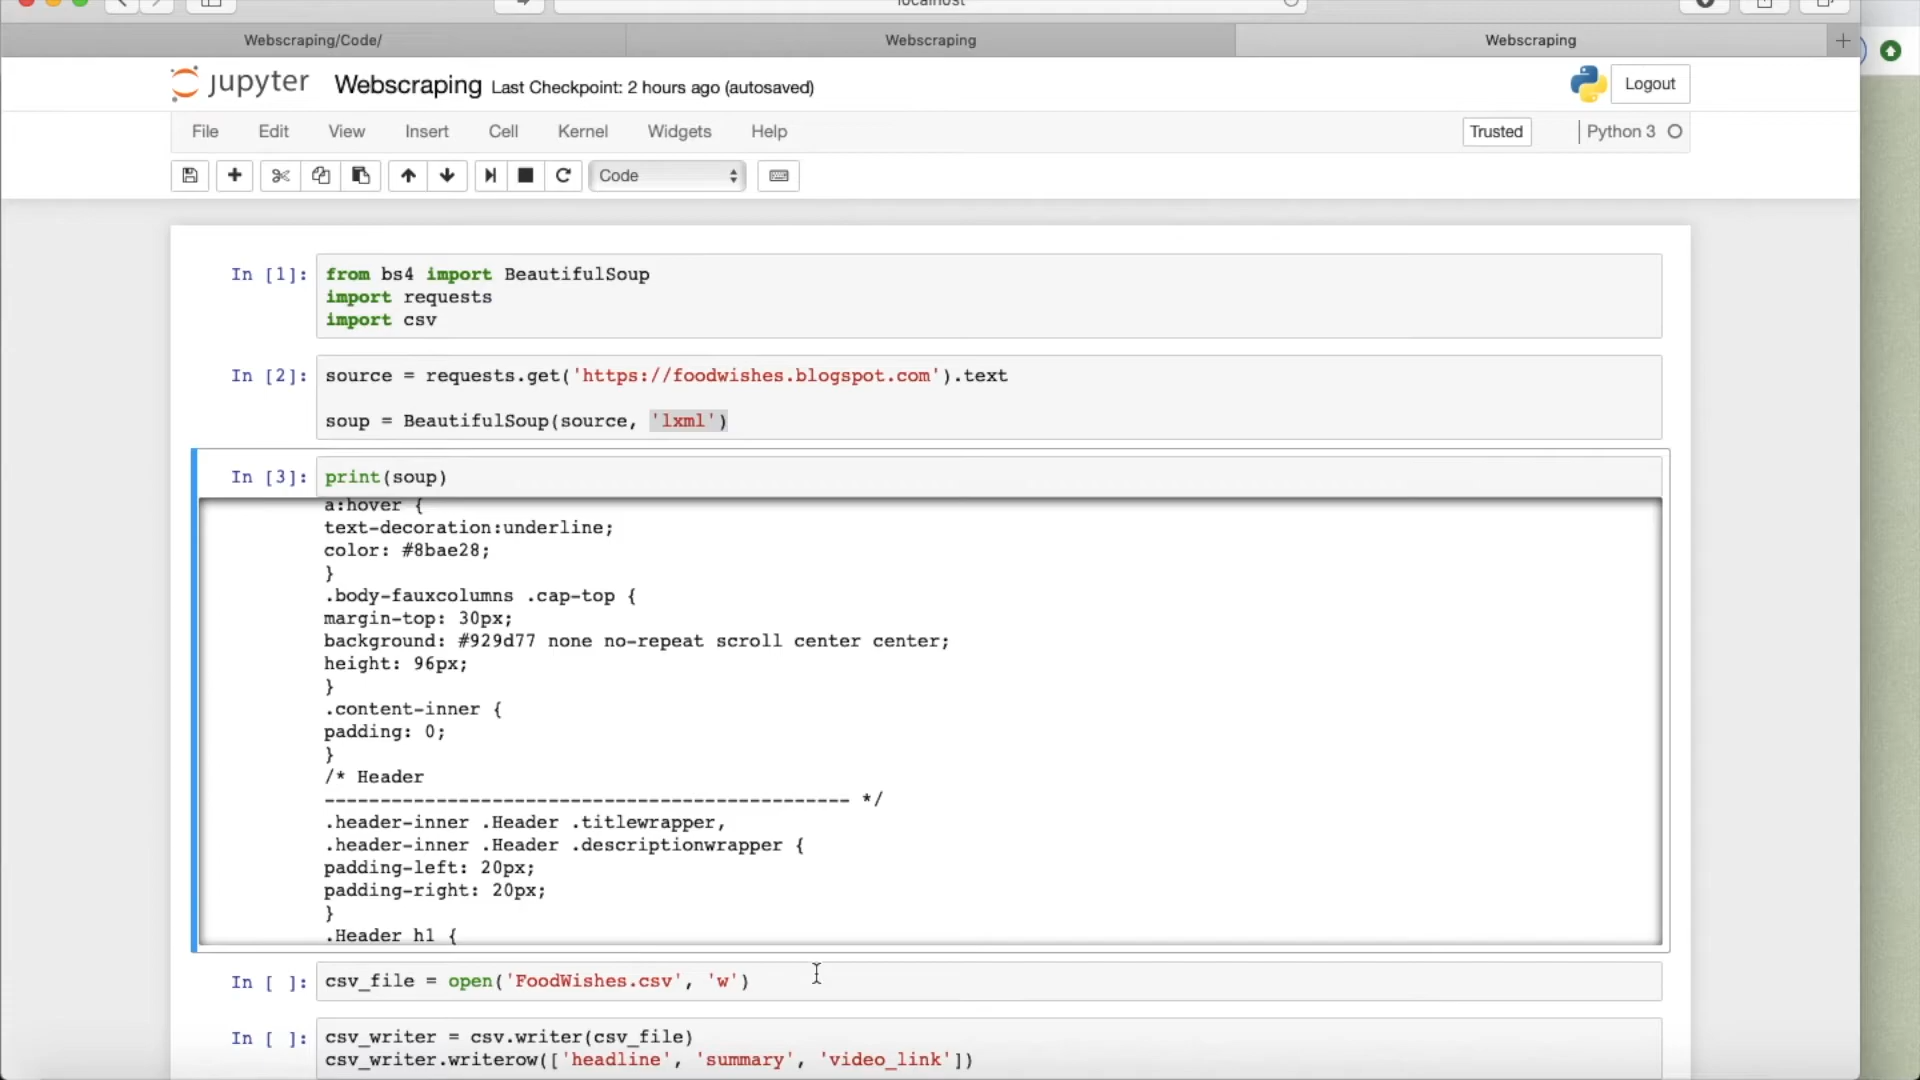 localhost
Webscraping/Code/
Webscraping
Webscraping
jupyter Webscraping Last Checkpoint: 2 hours ago (autosaved)
Logout
File Edit View Insert Cell Kernel Widgets Help
Trusted
Python 3
Code
In [1]: from bs4 import BeautifulSoup
import requests
import csv
In [2]: source = requests.get('https://foodwishes.blogspot.com').text
soup = BeautifulSoup(source, 'lxml')
In [3]: print(soup)
a:hover {
text-decoration:underline;
color: #8bae28;
}
.body-fauxcolumns .cap-top {
margin-top: 30px;
background: #929d77 none no-repeat scroll center center;
height: 96px;
}
.content-inner {
padding: 0;
}
/* Header
----------------------------------------------- */
.header-inner .Header .titlewrapper,
.header-inner .Header .descriptionwrapper {
padding-left: 20px;
padding-right: 20px;
}
.Header h1 {
In [ ]: csv_file = open('FoodWishes.csv', 'w')
In [ ]: csv_writer = csv.writer(csv_file)
csv_writer.writerow(['headline', 'summary', 'video_link'])